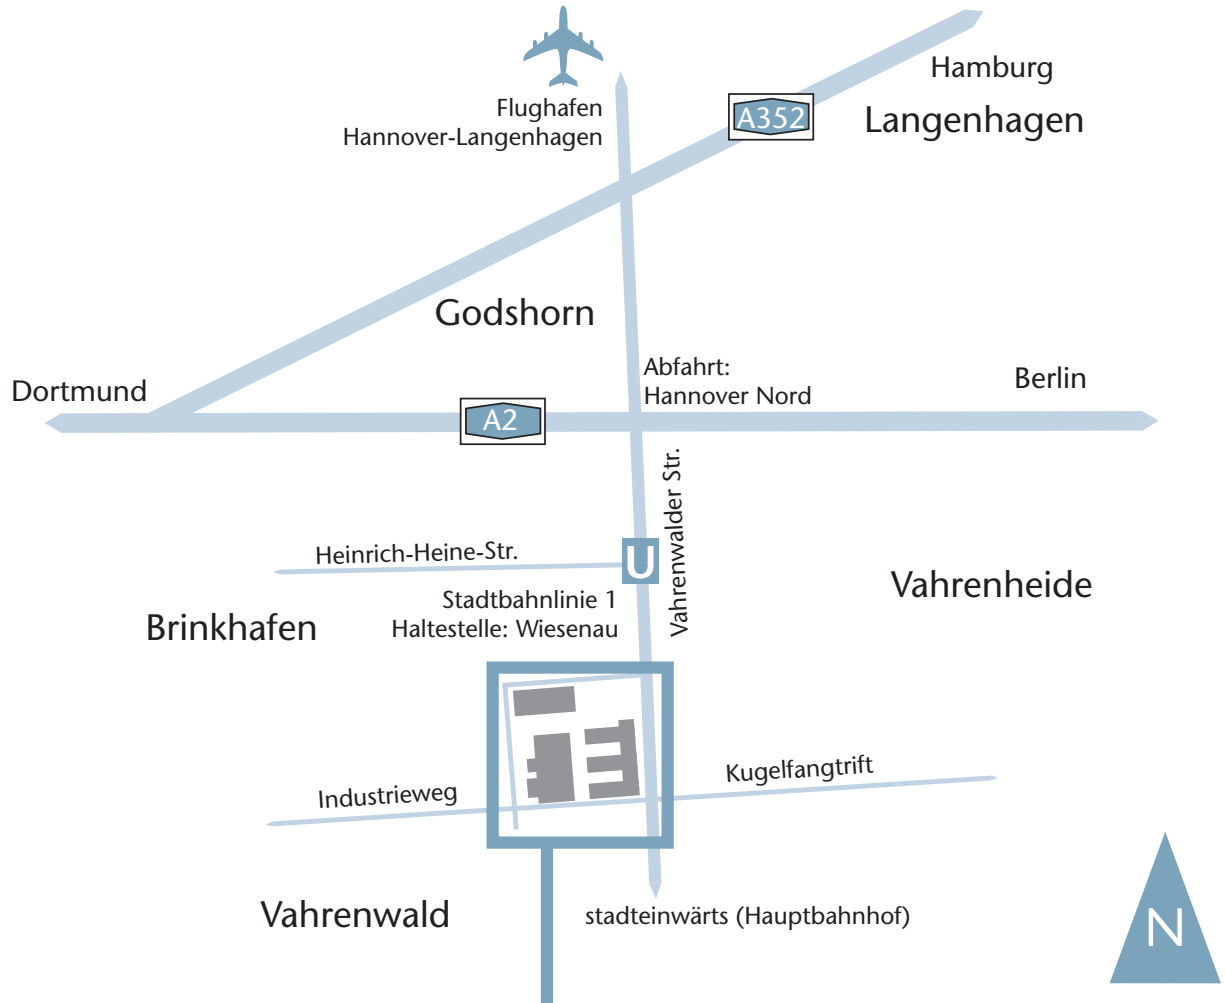 Hamburg
A352
Langenhagen
Flughafen
Hannover-Langenhagen
Godshorn
Abfahrt:
Hannover Nord
Dortmund
Berlin
A2
Vahrenwalder Str.
Heinrich-Heine-Str.
U
Vahrenheide
Stadtbahnlinie 1
Haltestelle: Wiesenau
Brinkhafen
Kugelfangtrift
Industrieweg
Vahrenwald
stadteinwärts (Hauptbahnhof)
N